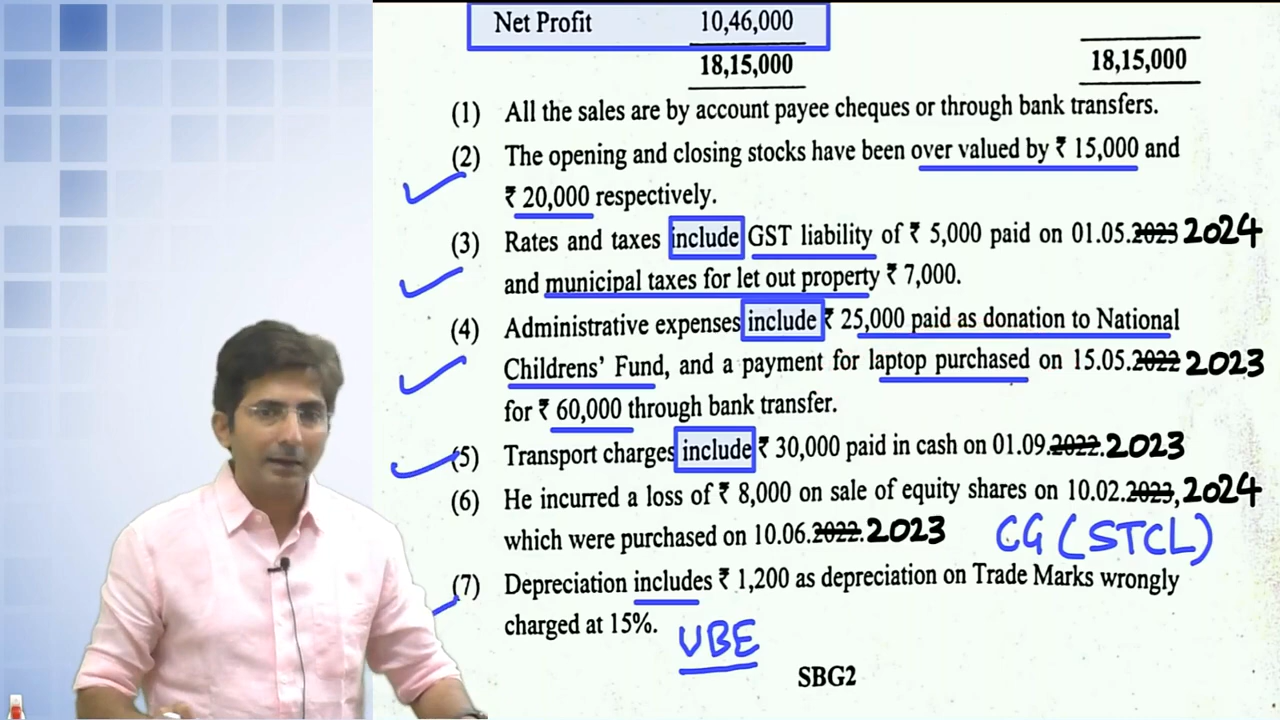 Net Profit 10,46,000
18,15,000 18,15,000
(1) All the sales are by account payee cheques or through bank transfers.
(2) The opening and closing stocks have been over valued by ₹ 15,000 and
₹ 20,000 respectively.
(3) Rates and taxes include GST liability of ₹ 5,000 paid on 01.05.2023 2024
and municipal taxes for let out property ₹ 7,000.
(4) Administrative expenses include ₹ 25,000 paid as donation to National
Childrens' Fund, and a payment for laptop purchased on 15.05.2022 2023
for ₹ 60,000 through bank transfer.
(5) Transport charges include ₹ 30,000 paid in cash on 01.09.2022. 2023
(6) He incurred a loss of ₹ 8,000 on sale of equity shares on 10.02.2023, 2024
which were purchased on 10.06.2022. 2023 CG (STCL)
(7) Depreciation includes ₹ 1,200 as depreciation on Trade Marks wrongly
charged at 15%. UBE
SBG2